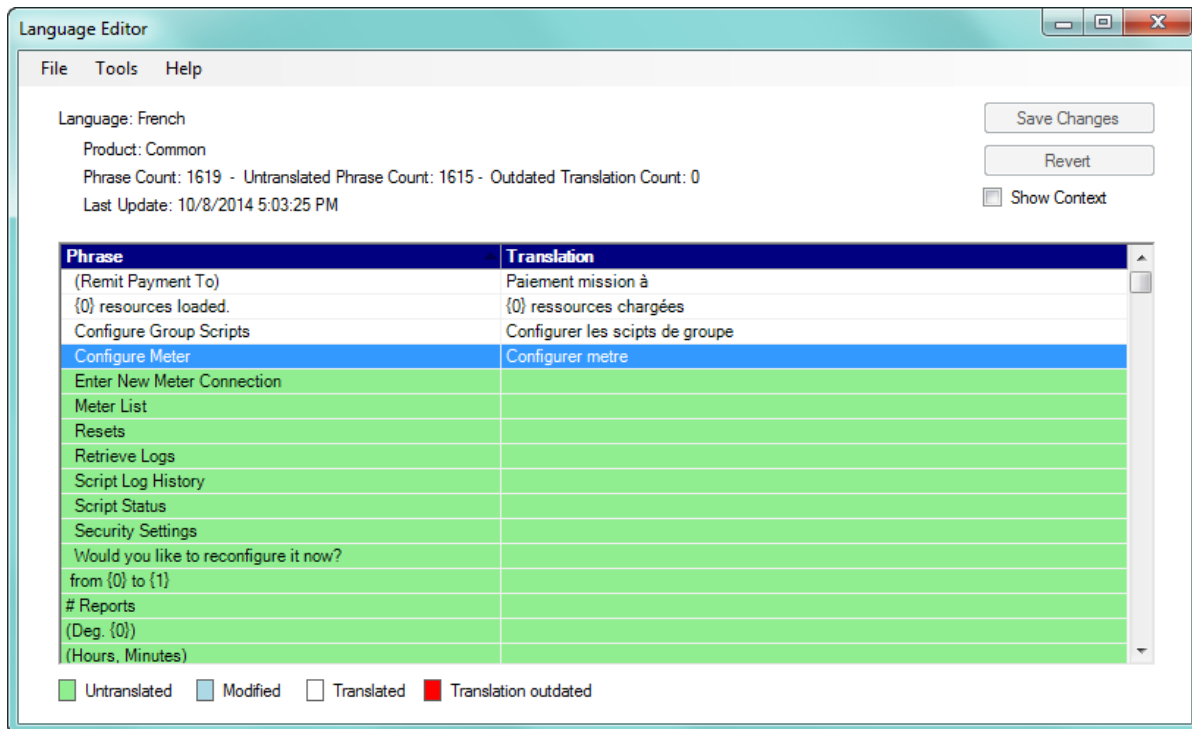 Language Editor
File Tools Help
Language: French
Save Changes
Product: Common
Revert
Phrase Count: 1619 - Untranslated Phrase Count: 1615 - Outdated Translation Count: 0
Show Context
Last Update: 10/8/2014 5:03:25 PM
Phrase Translation
(Remit Payment To) Paiement mission à
{0} resources loaded. {0} ressources chargées
Configure Group Scripts Configurer les scipts de groupe
Configure Meter Configurer metre
Enter New Meter Connection
Meter List
Resets
Retrieve Logs
Script Log History
Script Status
Security Settings
Would you like to reconfigure it now?
from {0} to {1}
# Reports
(Deg. {0})
(Hours, Minutes)
Untranslated Modified Translated Translation outdated